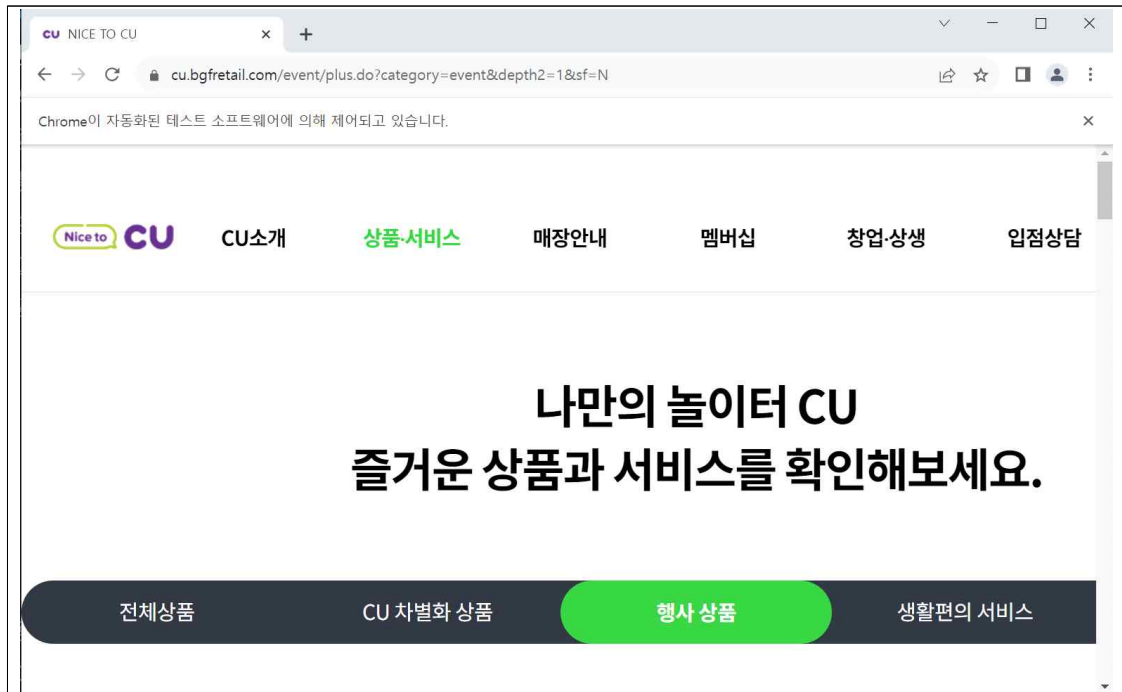 CU NICE TO CU
cu.bgfretail.com/event/plus.do?category=event&depth2=1&sf=N
Chrome이 자동화된 테스트 소프트웨어에 의해 제어되고 있습니다.
Nice to CU CU소개 상품·서비스 매장안내 멤버십 창업·상생 입점상담
나만의 놀이터 CU
즐거운 상품과 서비스를 확인해보세요.
전체상품 CU 차별화 상품 행사 상품 생활편의 서비스